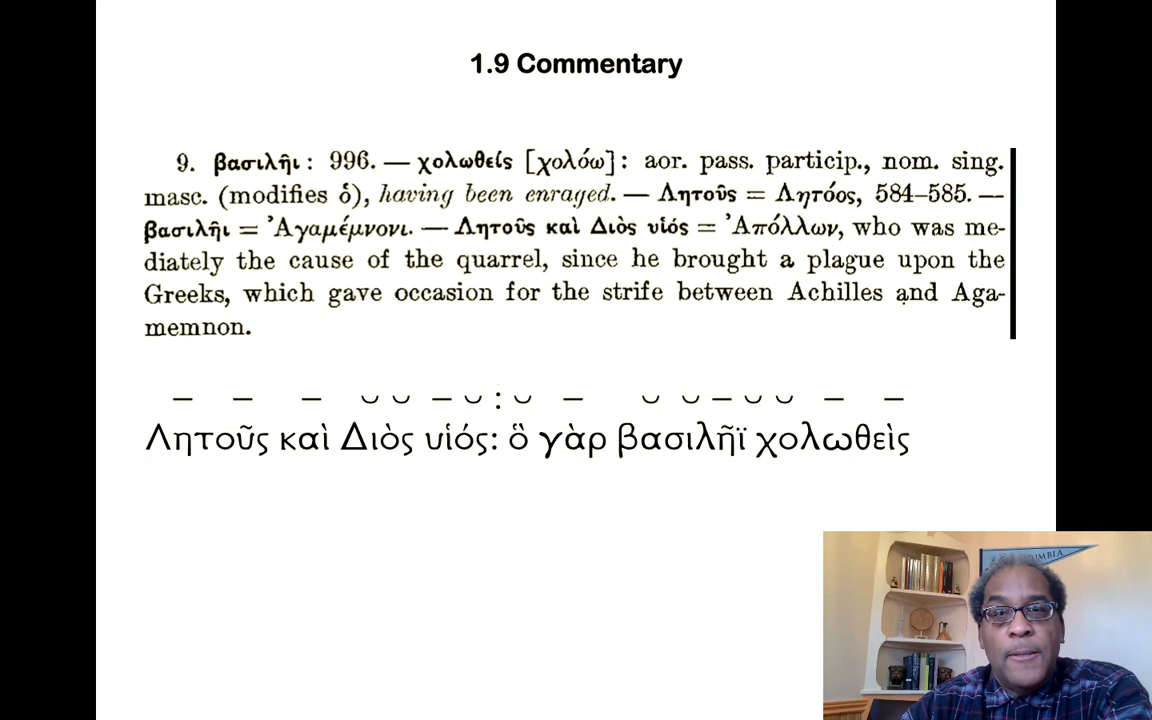 1.9 Commentary
9. βασιλῆι: 996. — χολωθείς [χολόω]: aor. pass. particip., nom. sing.
masc. (modifies ὁ), having been enraged. — Λητοῦς = Λητόος, 584–585. —
βασιλῆι = Ἀγαμέμνονι. — Λητοῦς καὶ Διὸς υἱός = Ἀπόλλων, who was me-
diately the cause of the quarrel, since he brought a plague upon the
Greeks, which gave occasion for the strife between Achilles and Aga-
memnon.
– – – ᴗ ᴗ – ᴗ : ᴗ – ᴗ ᴗ – ᴗ ᴗ – –
Λητοῦς καὶ Διὸς υἱός: ὃ γὰρ βασιλῆϊ χολωθεὶς
UMBIA